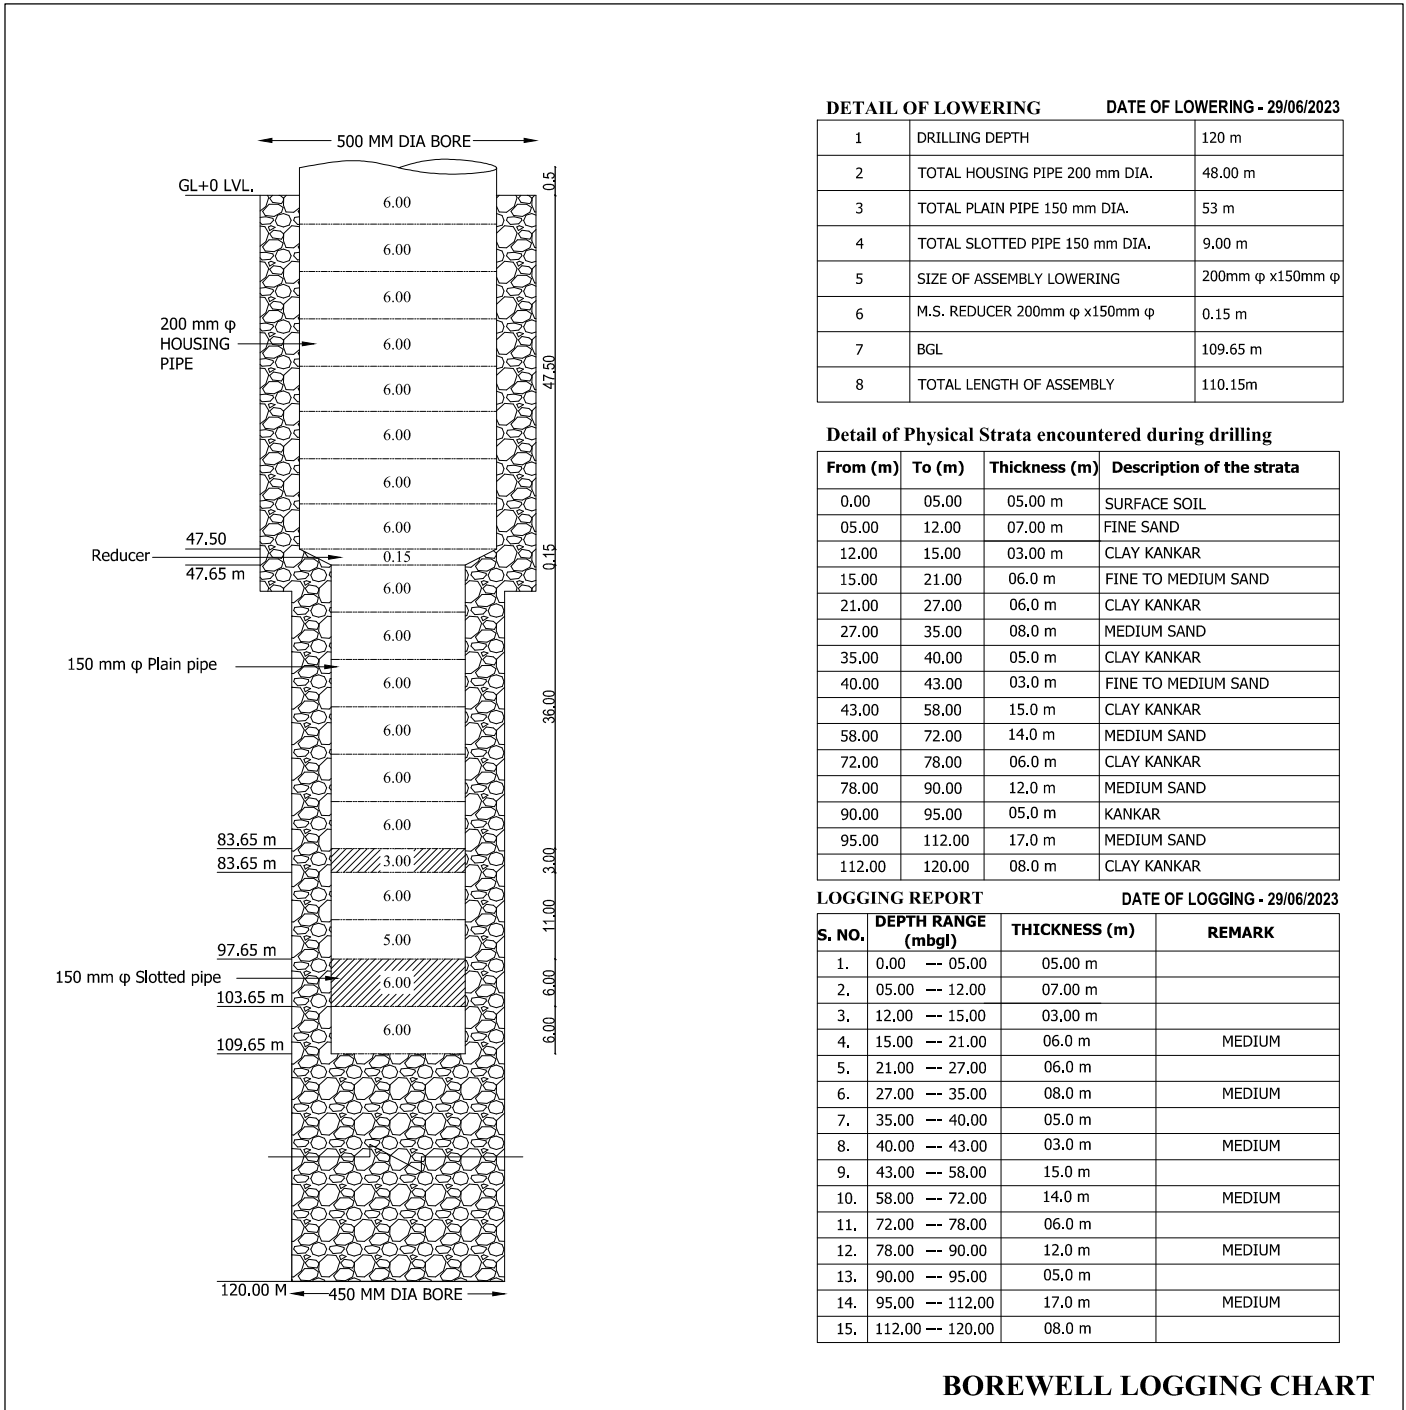 500 MM DIA BORE
GL+0 LVL.
0.5
6.00
6.00
6.00
200 mm φ
HOUSING
PIPE
6.00
47.50
6.00
6.00
6.00
6.00
47.50
Reducer
0.15
0.15
47.65 m
6.00
6.00
150 mm φ Plain pipe
6.00
36.00
6.00
6.00
6.00
83.65 m
3.00
3.00
83.65 m
6.00
11.00
5.00
97.65 m
150 mm φ Slotted pipe
6.00
6.00
103.65 m
6.00
6.00
109.65 m
120.00 M
450 MM DIA BORE
DETAIL OF LOWERING DATE OF LOWERING - 29/06/2023
1 DRILLING DEPTH 120 m
2 TOTAL HOUSING PIPE 200 mm DIA. 48.00 m
3 TOTAL PLAIN PIPE 150 mm DIA. 53 m
4 TOTAL SLOTTED PIPE 150 mm DIA. 9.00 m
5 SIZE OF ASSEMBLY LOWERING 200mm φ x150mm φ
6 M.S. REDUCER 200mm φ x150mm φ 0.15 m
7 BGL 109.65 m
8 TOTAL LENGTH OF ASSEMBLY 110.15m
Detail of Physical Strata encountered during drilling
From (m) To (m) Thickness (m) Description of the strata
0.00 05.00 05.00 m SURFACE SOIL
05.00 12.00 07.00 m FINE SAND
12.00 15.00 03.00 m CLAY KANKAR
15.00 21.00 06.0 m FINE TO MEDIUM SAND
21.00 27.00 06.0 m CLAY KANKAR
27.00 35.00 08.0 m MEDIUM SAND
35.00 40.00 05.0 m CLAY KANKAR
40.00 43.00 03.0 m FINE TO MEDIUM SAND
43.00 58.00 15.0 m CLAY KANKAR
58.00 72.00 14.0 m MEDIUM SAND
72.00 78.00 06.0 m CLAY KANKAR
78.00 90.00 12.0 m MEDIUM SAND
90.00 95.00 05.0 m KANKAR
95.00 112.00 17.0 m MEDIUM SAND
112.00 120.00 08.0 m CLAY KANKAR
LOGGING REPORT DATE OF LOGGING - 29/06/2023
S. NO. DEPTH RANGE (mbgl) THICKNESS (m) REMARK
1. 0.00 --- 05.00 05.00 m
2. 05.00 --- 12.00 07.00 m
3. 12.00 --- 15.00 03.00 m
4. 15.00 --- 21.00 06.0 m MEDIUM
5. 21.00 --- 27.00 06.0 m
6. 27.00 --- 35.00 08.0 m MEDIUM
7. 35.00 --- 40.00 05.0 m
8. 40.00 --- 43.00 03.0 m MEDIUM
9. 43.00 --- 58.00 15.0 m
10. 58.00 --- 72.00 14.0 m MEDIUM
11. 72.00 --- 78.00 06.0 m
12. 78.00 --- 90.00 12.0 m MEDIUM
13. 90.00 --- 95.00 05.0 m
14. 95.00 --- 112.00 17.0 m MEDIUM
15. 112.00 --- 120.00 08.0 m
BOREWELL LOGGING CHART